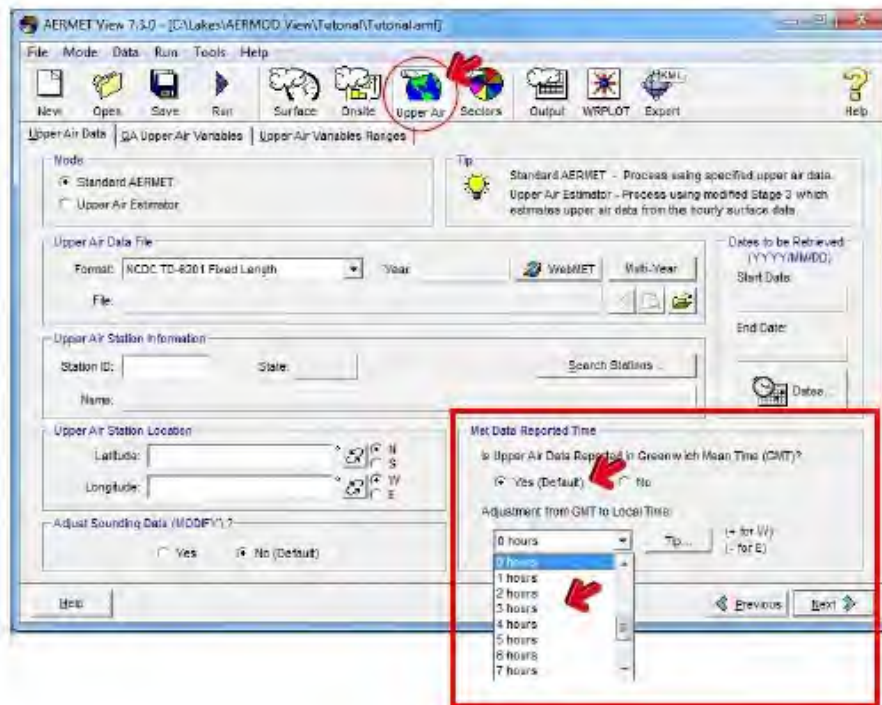 AERMET View 7.3.0 - [C:\Lakes\AERMOD View\Tutorial\Tutorial.amf]
File Mode Data Run Tools Help
New Open Save Run Surface Onsite Upper Air Sectors Output WRPLOT Export Help
Upper Air Data QA Upper Air Variables Upper Air Variables Ranges
Mode
Standard AERMET
Upper Air Estimator
Tip
Standard AERMET - Process using specified upper air data.
Upper Air Estimator - Process using modified Stage 3 which
estimates upper air data from the hourly surface data
Upper Air Data File
Format: NCDC TD-6201 Fixed Length Year WebMET Multi-Year
File:
Dates to be Retrieved
(YYYY/MM/DD)
Start Date:
End Date:
Dates...
Upper Air Station Information
Station ID: State: Search Stations ...
Name:
Upper Air Station Location
Latitude: ° N S
Longitude: ° W E
Adjust Sounding Data (MODIFY) ?
Yes No (Default)
Met Data Reported Time
Is Upper Air Data Reported in Greenwich Mean Time (GMT)?
Yes (Default) No
Adjustment from GMT to Local Time:
0 hours Tip... (+ for W)
(- for E)
0 hours
1 hours
2 hours
3 hours
4 hours
5 hours
6 hours
7 hours
Help Previous Next